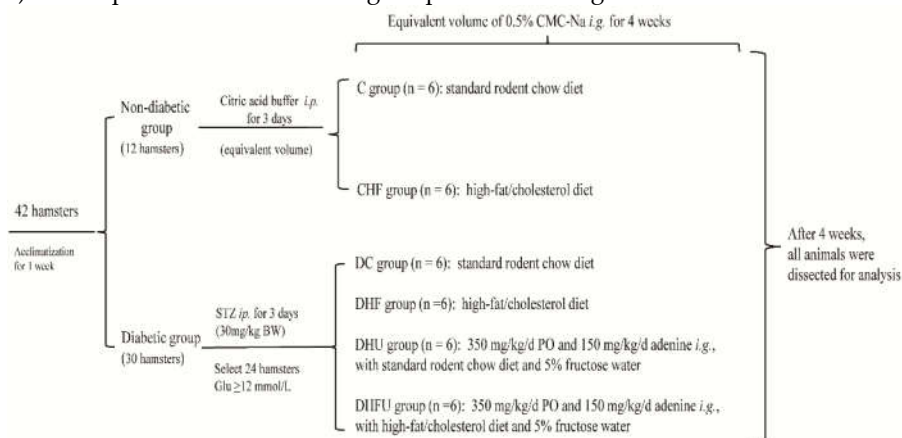 Equivalent volume of 0.5% CMC-Na i.g. for 4 weeks
C group (n = 6): standard rodent chow diet
Non-diabetic
group
(12 hamsters)
Citric acid buffer i.p.
for 3 days
(equivalent volume)
CHF group (n = 6): high-fat/cholesterol diet
42 hamsters
Acclimatization
for 1 week
After 4 weeks,
all animals were
dissected for analysis
DC group (n = 6): standard rodent chow diet
DHF group (n =6): high-fat/cholesterol diet
Diabetic group
(30 hamsters)
STZ ip. for 3 days
(30mg/kg BW)
Select 24 hamsters
Glu ≥12 mmol/L
DHU group (n = 6): 350 mg/kg/d PO and 150 mg/kg/d adenine i.g.,
with standard rodent chow diet and 5% fructose water
DHFU group (n =6): 350 mg/kg/d PO and 150 mg/kg/d adenine i.g.,
with high-fat/cholesterol diet and 5% fructose water